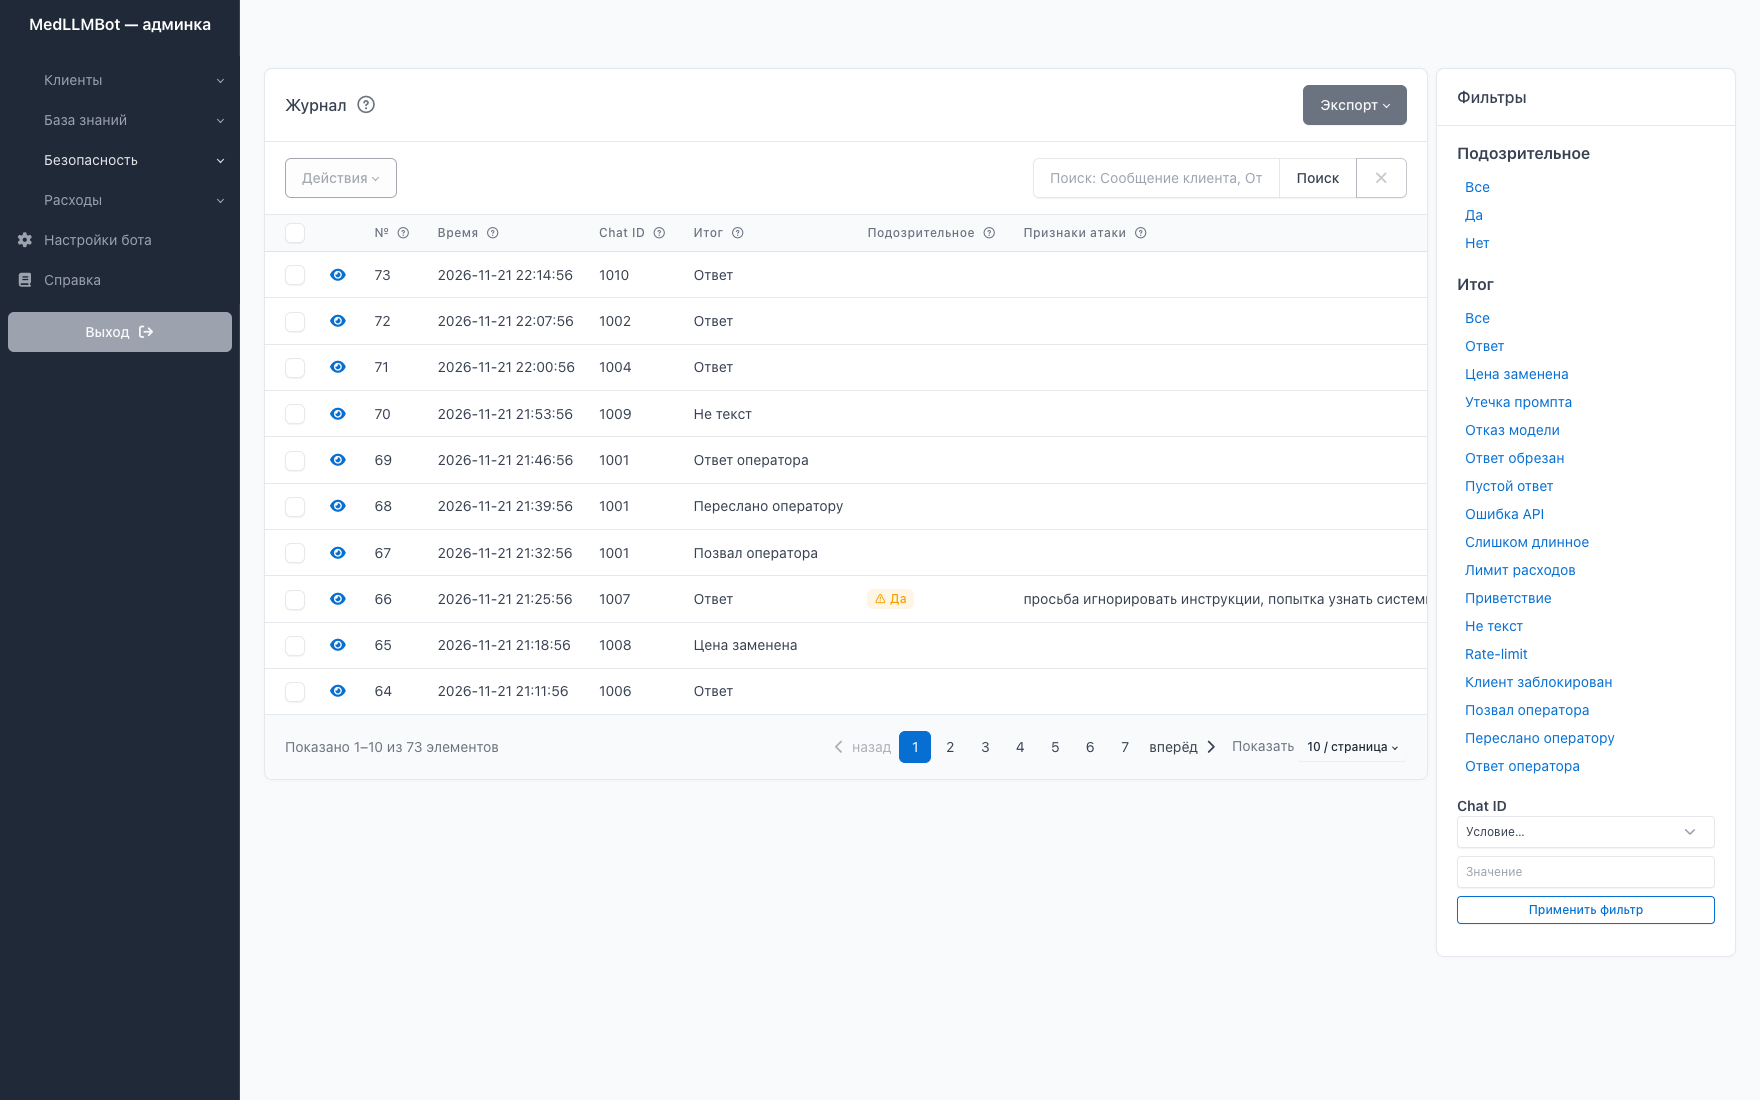 MedLLMBot — админка
Клиенты
База знаний
Безопасность
Расходы
Настройки бота
Справка
Выход
Журнал
Экспорт
Действия
Поиск: Сообщение клиента, От
Поиск
№ Время Chat ID Итог Подозрительное Признаки атаки
73 2026-11-21 22:14:56 1010 Ответ
72 2026-11-21 22:07:56 1002 Ответ
71 2026-11-21 22:00:56 1004 Ответ
70 2026-11-21 21:53:56 1009 Не текст
69 2026-11-21 21:46:56 1001 Ответ оператора
68 2026-11-21 21:39:56 1001 Переслано оператору
67 2026-11-21 21:32:56 1001 Позвал оператора
66 2026-11-21 21:25:56 1007 Ответ Да просьба игнорировать инструкции, попытка узнать систем
65 2026-11-21 21:18:56 1008 Цена заменена
64 2026-11-21 21:11:56 1006 Ответ
Показано 1–10 из 73 элементов
назад 1 2 3 4 5 6 7 вперёд Показать 10 / страница
Фильтры
Подозрительное
Все
Да
Нет
Итог
Все
Ответ
Цена заменена
Утечка промпта
Отказ модели
Ответ обрезан
Пустой ответ
Ошибка API
Слишком длинное
Лимит расходов
Приветствие
Не текст
Rate-limit
Клиент заблокирован
Позвал оператора
Переслано оператору
Ответ оператора
Chat ID
Условие...
Значение
Применить фильтр